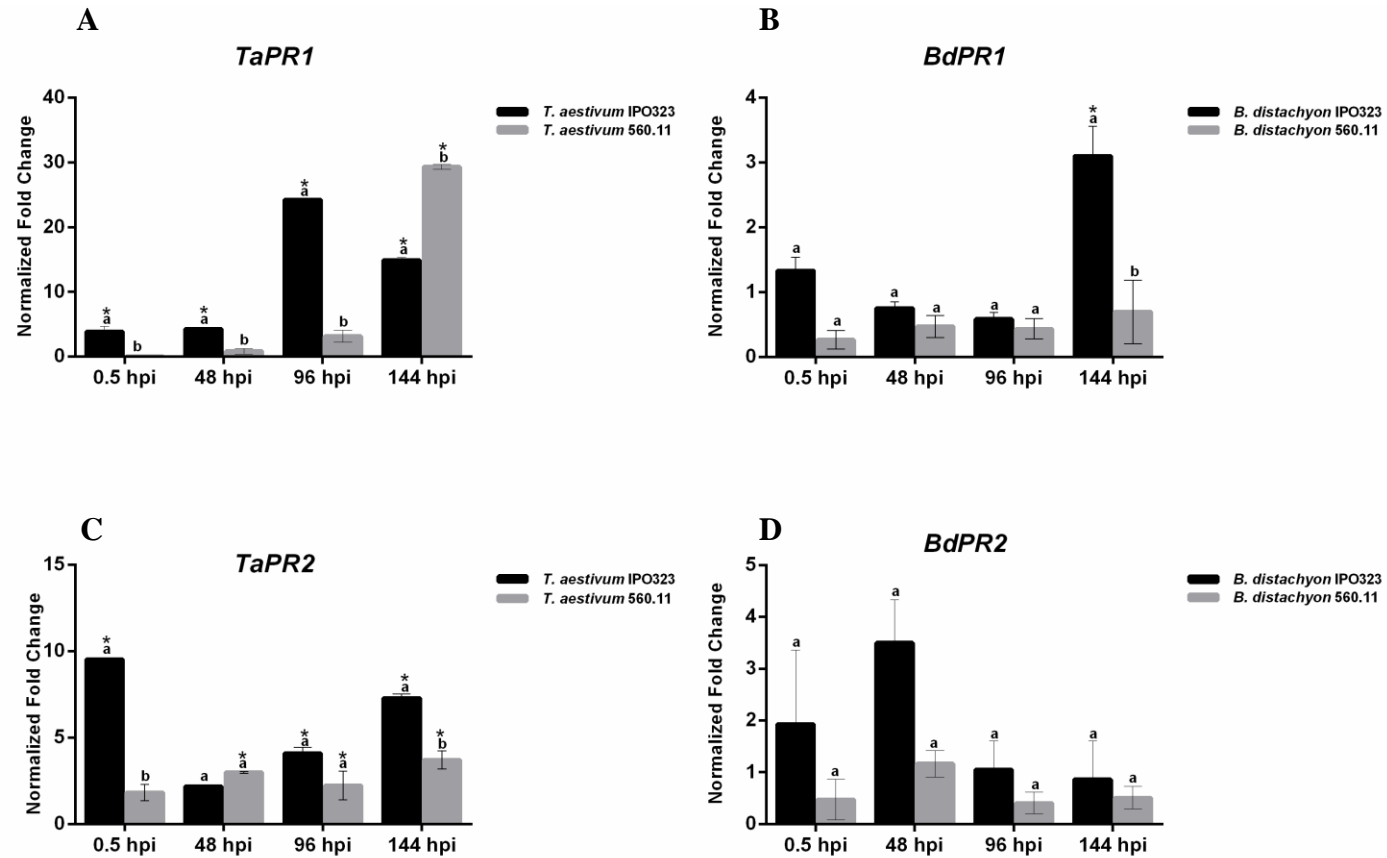 A
TaPR1
Normalized Fold Change
40
30
20
10
0
* a
b
* a
b
* a
b
* a
* b
0.5 hpi 48 hpi 96 hpi 144 hpi
T. aestivum IPO323
T. aestivum 560.11
B
BdPR1
Normalized Fold Change
4
3
2
1
0
a
a
a
a
a
a
* a
b
0.5 hpi 48 hpi 96 hpi 144 hpi
B. distachyon IPO323
B. distachyon 560.11
C
TaPR2
Normalized Fold Change
15
10
5
0
* a
b
a
* a
* a
* a
* a
* b
0.5 hpi 48 hpi 96 hpi 144 hpi
T. aestivum IPO323
T. aestivum 560.11
D
BdPR2
Normalized Fold Change
5
4
3
2
1
0
a
a
a
a
a
a
a
a
0.5 hpi 48 hpi 96 hpi 144 hpi
B. distachyon IPO323
B. distachyon 560.11